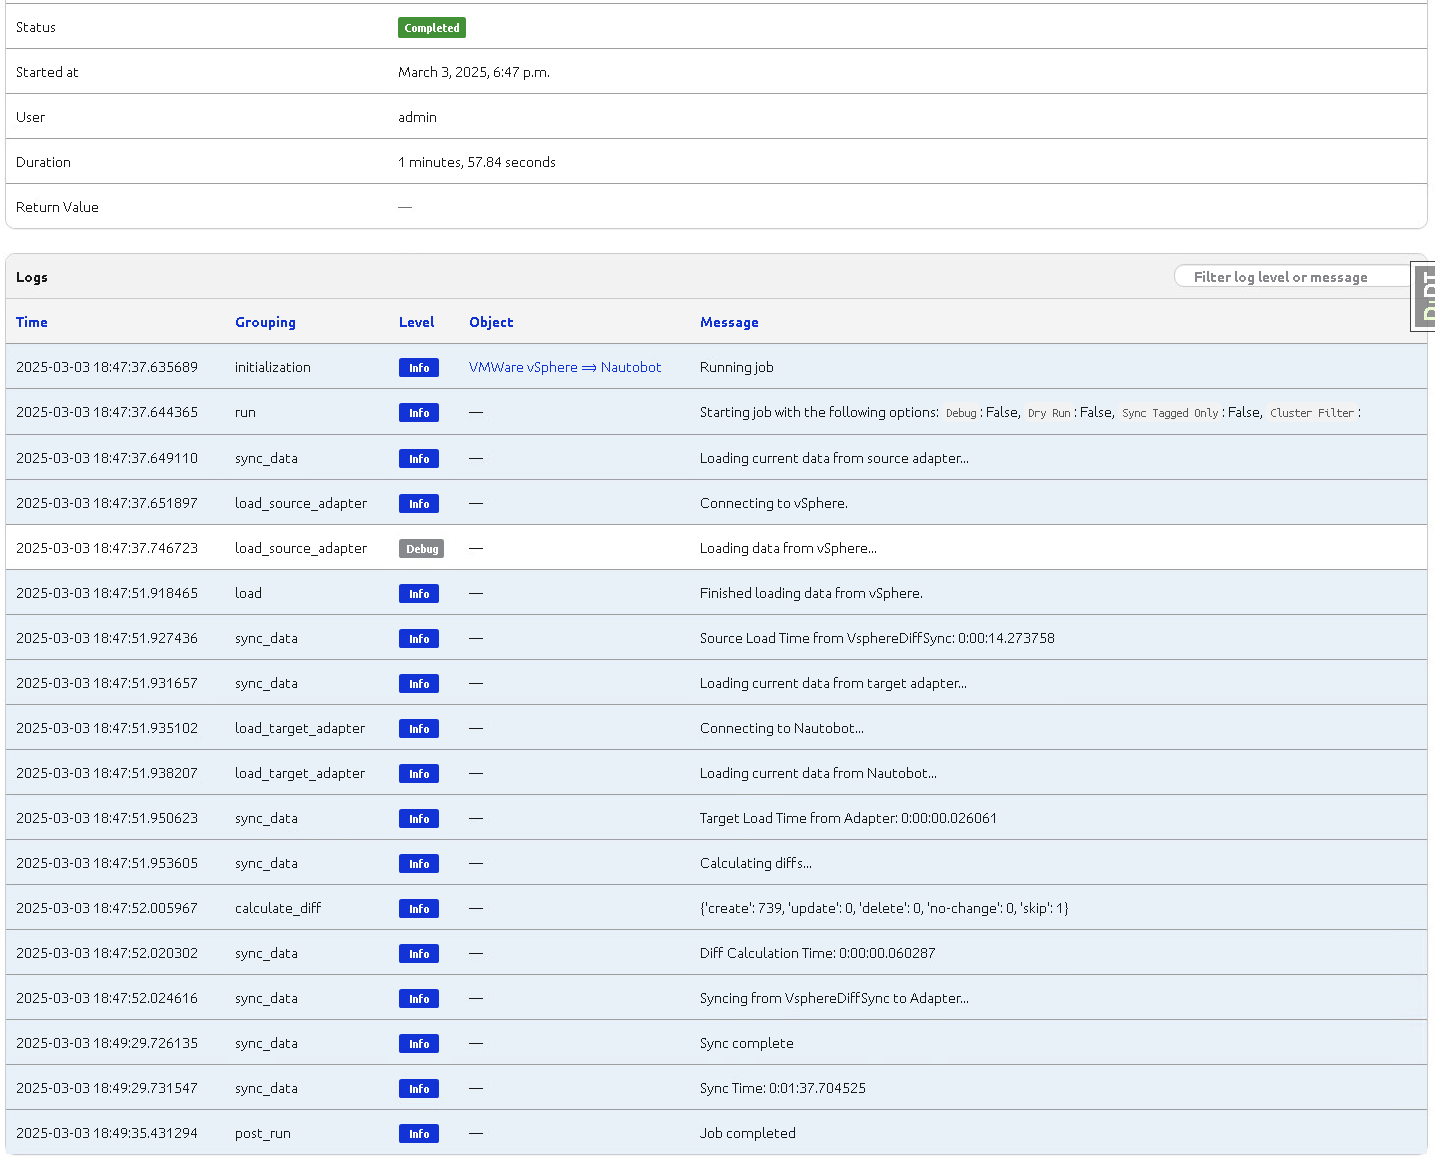 Status Completed
Started at March 3, 2025, 6:47 p.m.
User admin
Duration 1 minutes, 57.84 seconds
Return Value —
Logs Filter log level or message
DjDT
Time Grouping Level Object Message
2025-03-03 18:47:37.635689 initialization Info VMWare vSphere ⟹ Nautobot Running job
2025-03-03 18:47:37.644365 run Info — Starting job with the following options: Debug: False, Dry Run: False, Sync Tagged Only: False, Cluster Filter:
2025-03-03 18:47:37.649110 sync_data Info — Loading current data from source adapter...
2025-03-03 18:47:37.651897 load_source_adapter Info — Connecting to vSphere.
2025-03-03 18:47:37.746723 load_source_adapter Debug — Loading data from vSphere...
2025-03-03 18:47:51.918465 load Info — Finished loading data from vSphere.
2025-03-03 18:47:51.927436 sync_data Info — Source Load Time from VsphereDiffSync: 0:00:14.273758
2025-03-03 18:47:51.931657 sync_data Info — Loading current data from target adapter...
2025-03-03 18:47:51.935102 load_target_adapter Info — Connecting to Nautobot...
2025-03-03 18:47:51.938207 load_target_adapter Info — Loading current data from Nautobot...
2025-03-03 18:47:51.950623 sync_data Info — Target Load Time from Adapter: 0:00:00.026061
2025-03-03 18:47:51.953605 sync_data Info — Calculating diffs...
2025-03-03 18:47:52.005967 calculate_diff Info — {'create': 739, 'update': 0, 'delete': 0, 'no-change': 0, 'skip': 1}
2025-03-03 18:47:52.020302 sync_data Info — Diff Calculation Time: 0:00:00.060287
2025-03-03 18:47:52.024616 sync_data Info — Syncing from VsphereDiffSync to Adapter...
2025-03-03 18:49:29.726135 sync_data Info — Sync complete
2025-03-03 18:49:29.731547 sync_data Info — Sync Time: 0:01:37.704525
2025-03-03 18:49:35.431294 post_run Info — Job completed